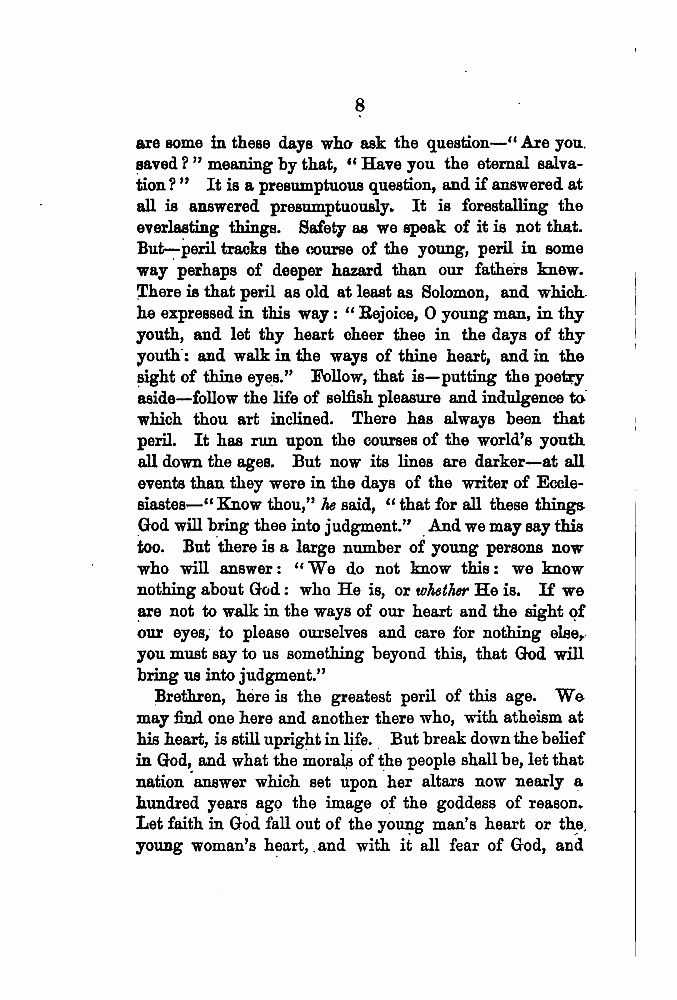 8
are some in these days who ask the question—“Are you
saved?” meaning by that, “Have you the eternal salva-
tion?” It is a presumptuous question, and if answered at
all is answered presumptuously. It is forestalling the
everlasting things. Safety as we speak of it is not that.
But—peril tracks the course of the young, peril in some
way perhaps of deeper hazard than our fathers knew.
There is that peril as old at least as Solomon, and which
he expressed in this way: “Rejoice, O young man, in thy
youth, and let thy heart cheer thee in the days of thy
youth: and walk in the ways of thine heart, and in the
sight of thine eyes.” Follow, that is—putting the poetry
aside—follow the life of selfish pleasure and indulgence to
which thou art inclined. There has always been that
peril. It has run upon the courses of the world’s youth
all down the ages. But now its lines are darker—at all
events than they were in the days of the writer of Eccle-
siastes—“Know thou,” he said, “that for all these things
God will bring thee into judgment.” And we may say this
too. But there is a large number of young persons now
who will answer: “We do not know this: we know
nothing about God: who He is, or whether He is. If we
are not to walk in the ways of our heart and the sight of
our eyes, to please ourselves and care for nothing else,
you must say to us something beyond this, that God will
bring us into judgment.”
Brethren, here is the greatest peril of this age. We
may find one here and another there who, with atheism at
his heart, is still upright in life. But break down the belief
in God, and what the morals of the people shall be, let that
nation answer which set upon her altars now nearly a
hundred years ago the image of the goddess of reason.
Let faith in God fall out of the young man’s heart or the
young woman’s heart, and with it all fear of God, and